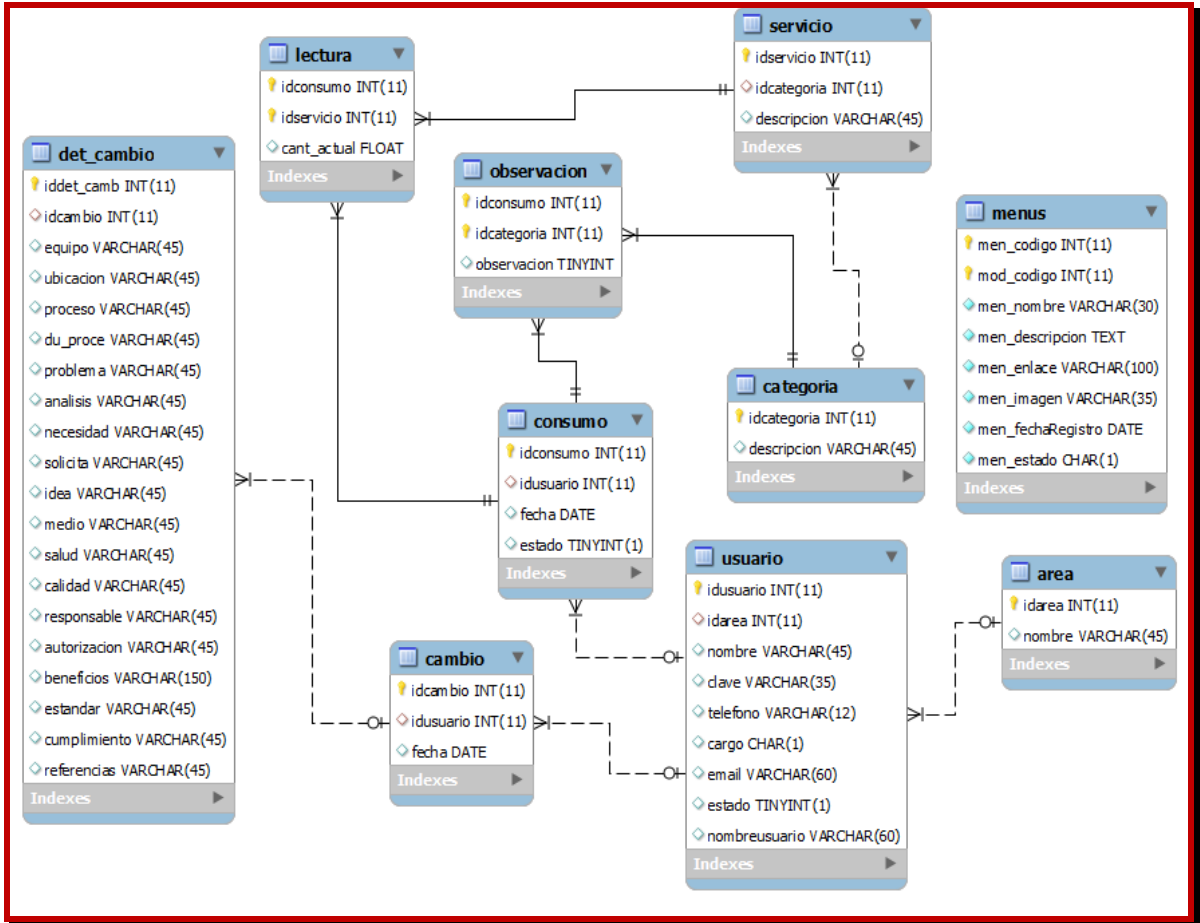 lectura
idconsumo INT(11)
idservicio INT(11)
cant_actual FLOAT
Indexes
servicio
idservicio INT(11)
idcategoria INT(11)
descripcion VARCHAR(45)
Indexes
det_cambio
iddet_camb INT(11)
idcambio INT(11)
equipo VARCHAR(45)
ubicacion VARCHAR(45)
proceso VARCHAR(45)
du_proce VARCHAR(45)
problema VARCHAR(45)
analisis VARCHAR(45)
necesidad VARCHAR(45)
solicita VARCHAR(45)
idea VARCHAR(45)
medio VARCHAR(45)
salud VARCHAR(45)
calidad VARCHAR(45)
responsable VARCHAR(45)
autorizacion VARCHAR(45)
beneficios VARCHAR(150)
estandar VARCHAR(45)
cumplimiento VARCHAR(45)
referencias VARCHAR(45)
Indexes
observacion
idconsumo INT(11)
idcategoria INT(11)
observacion TINYINT
Indexes
menus
men_codigo INT(11)
mod_codigo INT(11)
men_nombre VARCHAR(30)
men_descripcion TEXT
men_enlace VARCHAR(100)
men_imagen VARCHAR(35)
men_fechaRegistro DATE
men_estado CHAR(1)
Indexes
categoria
idcategoria INT(11)
descripcion VARCHAR(45)
Indexes
consumo
idconsumo INT(11)
idusuario INT(11)
fecha DATE
estado TINYINT(1)
Indexes
usuario
idusuario INT(11)
idarea INT(11)
nombre VARCHAR(45)
clave VARCHAR(35)
telefono VARCHAR(12)
cargo CHAR(1)
email VARCHAR(60)
estado TINYINT(1)
nombreusuario VARCHAR(60)
Indexes
area
idarea INT(11)
nombre VARCHAR(45)
Indexes
cambio
idcambio INT(11)
idusuario INT(11)
fecha DATE
Indexes